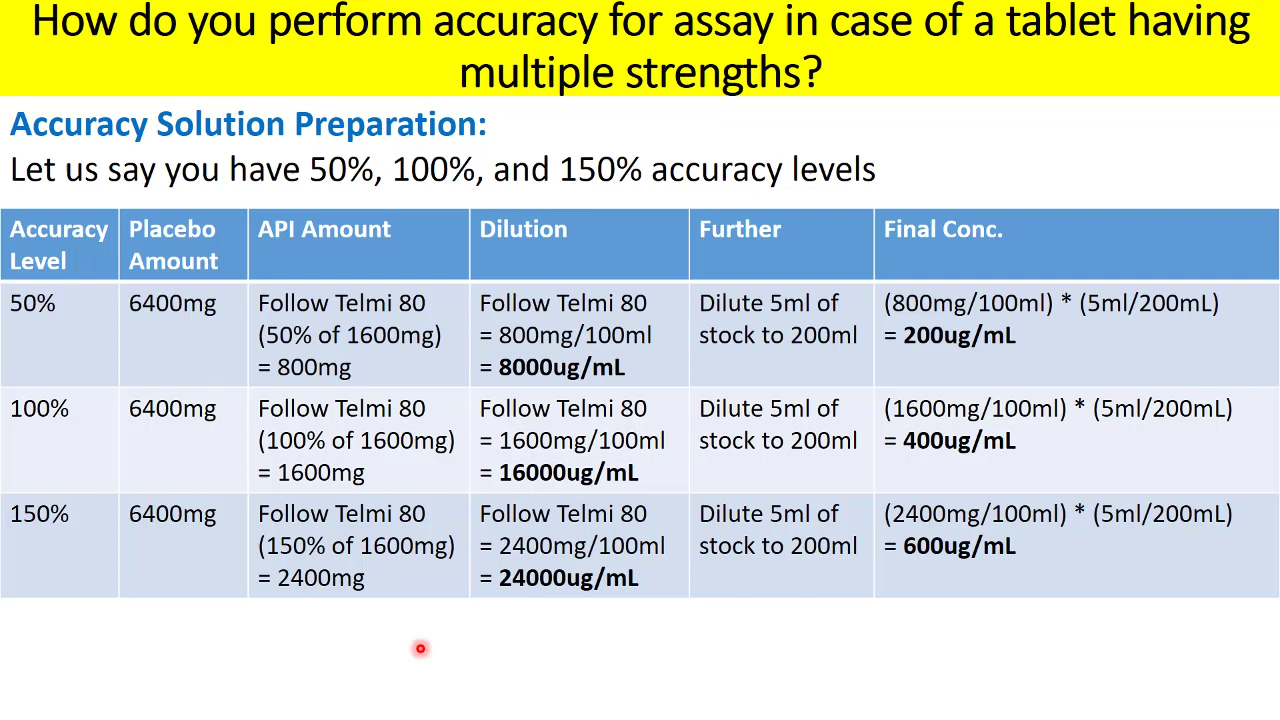 How do you perform accuracy for assay in case of a tablet having
multiple strengths?
Accuracy Solution Preparation:
Let us say you have 50%, 100%, and 150% accuracy levels
Accuracy Level
Placebo Amount
API Amount
Dilution
Further
Final Conc.
50%
6400mg
Follow Telmi 80
(50% of 1600mg)
= 800mg
Follow Telmi 80
= 800mg/100ml
= 8000ug/mL
Dilute 5ml of
stock to 200ml
(800mg/100ml) * (5ml/200mL)
= 200ug/mL
100%
6400mg
Follow Telmi 80
(100% of 1600mg)
= 1600mg
Follow Telmi 80
= 1600mg/100ml
= 16000ug/mL
Dilute 5ml of
stock to 200ml
(1600mg/100ml) * (5ml/200mL)
= 400ug/mL
150%
6400mg
Follow Telmi 80
(150% of 1600mg)
= 2400mg
Follow Telmi 80
= 2400mg/100ml
= 24000ug/mL
Dilute 5ml of
stock to 200ml
(2400mg/100ml) * (5ml/200mL)
= 600ug/mL